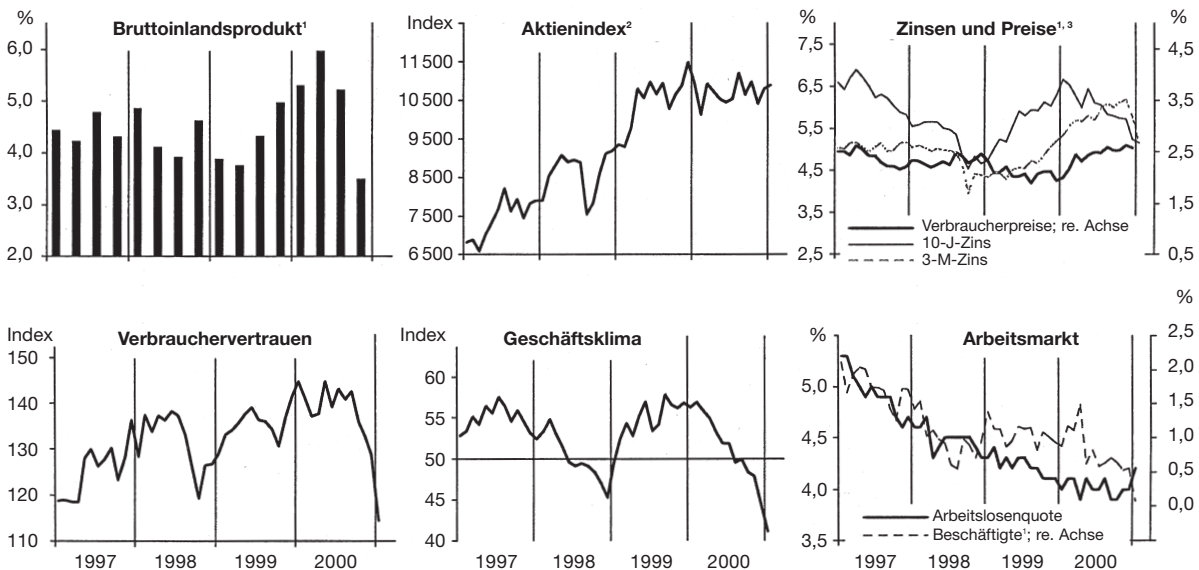 Bruttoinlandsprodukt¹
%
6,0
5,0
4,0
3,0
2,0
Aktienindex²
Index
11 500
10 500
9 500
8 500
7 500
6 500
Zinsen und Preise¹,³
%
7,5
6,5
5,5
4,5
3,5
2,5
%
4,5
3,5
2,5
1,5
0,5
Verbraucherpreise; re. Achse
10-J-Zins
3-M-Zins
Verbrauchervertrauen
Index
150
140
130
120
110
1997 1998 1999 2000
Geschäftsklima
Index
60
55
50
45
40
1997 1998 1999 2000
Arbeitsmarkt
%
5,0
4,5
4,0
3,5
%
2,5
2,0
1,5
1,0
0,5
0,0
Arbeitslosenquote
Beschäftigte¹; re. Achse
1997 1998 1999 2000